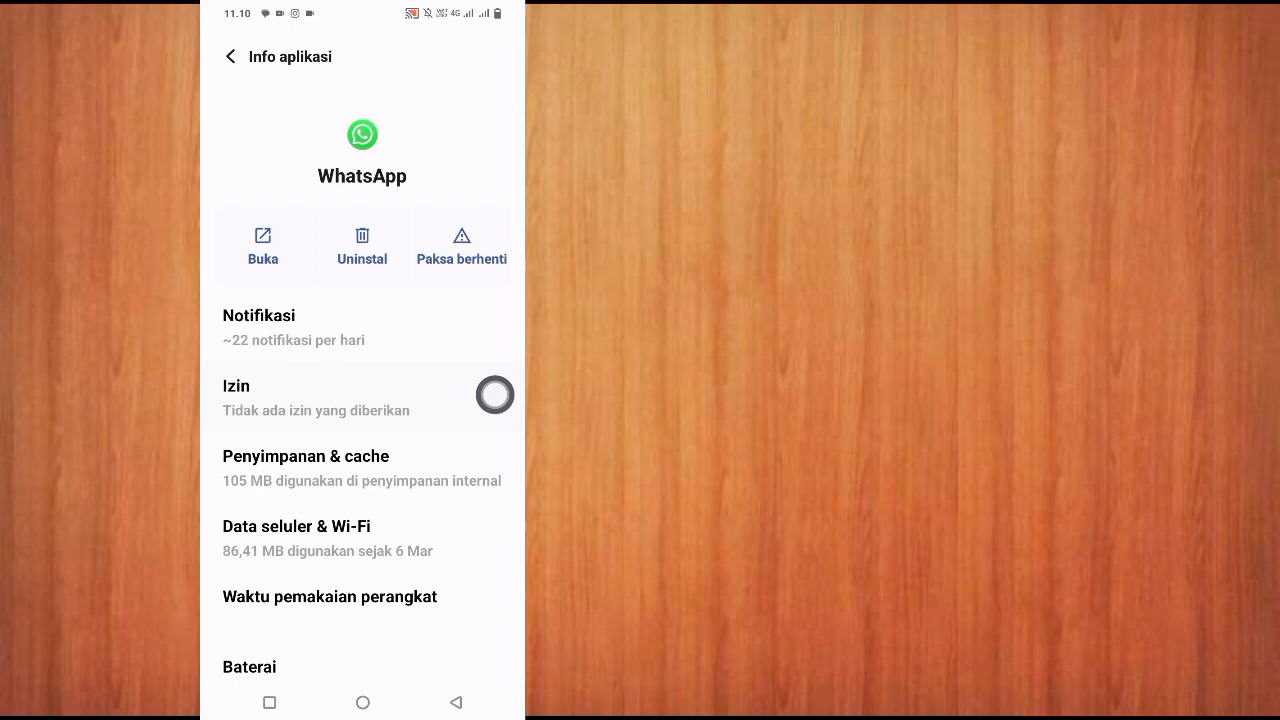 11.10
4G
Info aplikasi
WhatsApp
Buka
Uninstal
Paksa berhenti
Notifikasi
~22 notifikasi per hari
Izin
Tidak ada izin yang diberikan
Penyimpanan & cache
105 MB digunakan di penyimpanan internal
Data seluler & Wi-Fi
86,41 MB digunakan sejak 6 Mar
Waktu pemakaian perangkat
Baterai